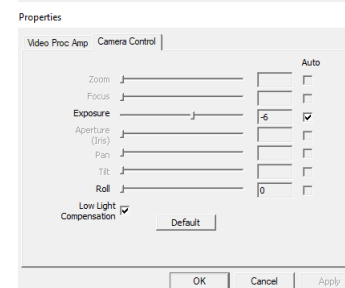 Properties
Video Proc Amp Camera Control
Auto
Zoom
Focus
Exposure -6
Aperture
(Iris)
Pan
Tilt
Roll 0
Low Light
Compensation
Default
OK Cancel Apply